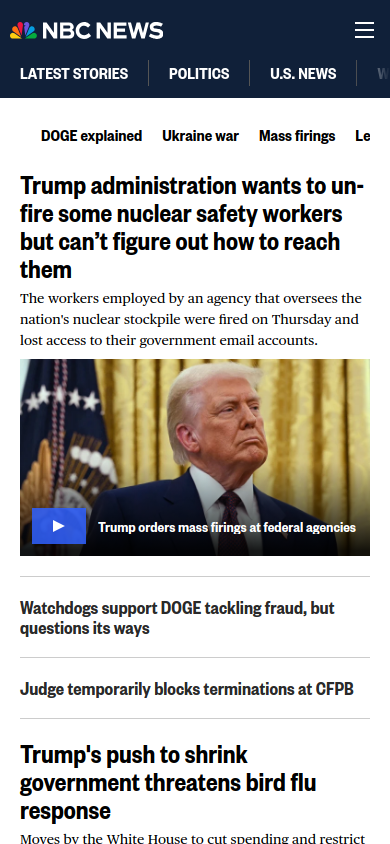 NBC NEWS
LATEST STORIES
POLITICS
U.S. NEWS
DOGE explained
Ukraine war
Mass firings
Le
Trump administration wants to un-
fire some nuclear safety workers
but can’t figure out how to reach
them
The workers employed by an agency that oversees the
nation's nuclear stockpile were fired on Thursday and
lost access to their government email accounts.
Trump orders mass firings at federal agencies
Watchdogs support DOGE tackling fraud, but
questions its ways
Judge temporarily blocks terminations at CFPB
Trump's push to shrink
government threatens bird flu
response
Moves by the White House to cut spending and restrict